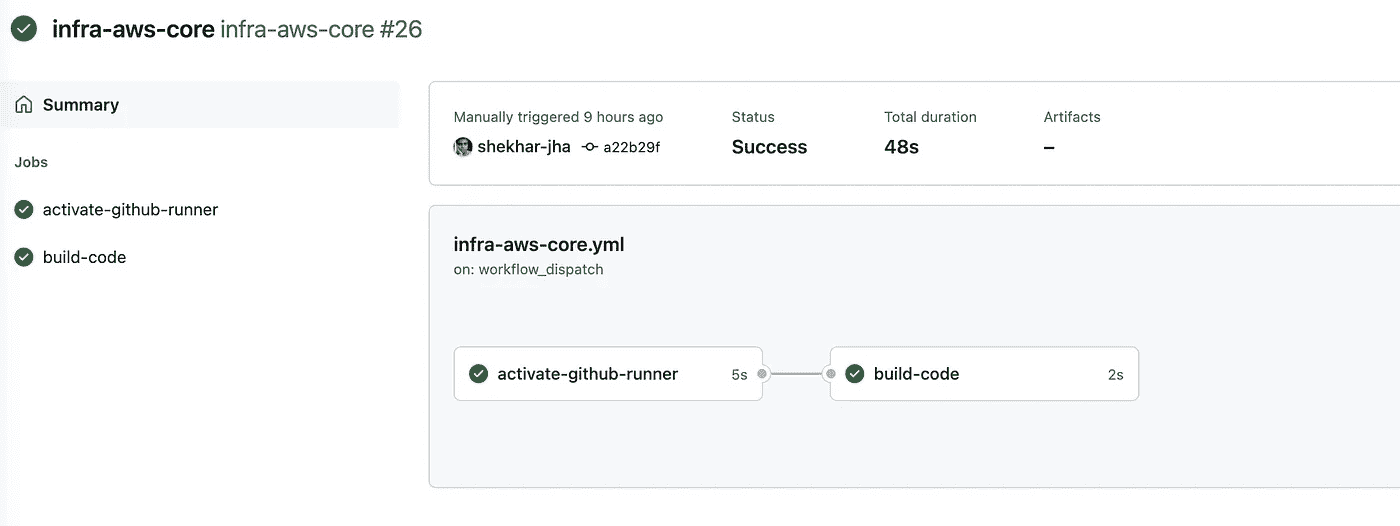 infra-aws-core infra-aws-core #26
Summary
Jobs
activate-github-runner
build-code
Manually triggered 9 hours ago
shekhar-jha a22b29f
Status
Success
Total duration
48s
Artifacts
–
infra-aws-core.yml
on: workflow_dispatch
activate-github-runner 5s
build-code 2s